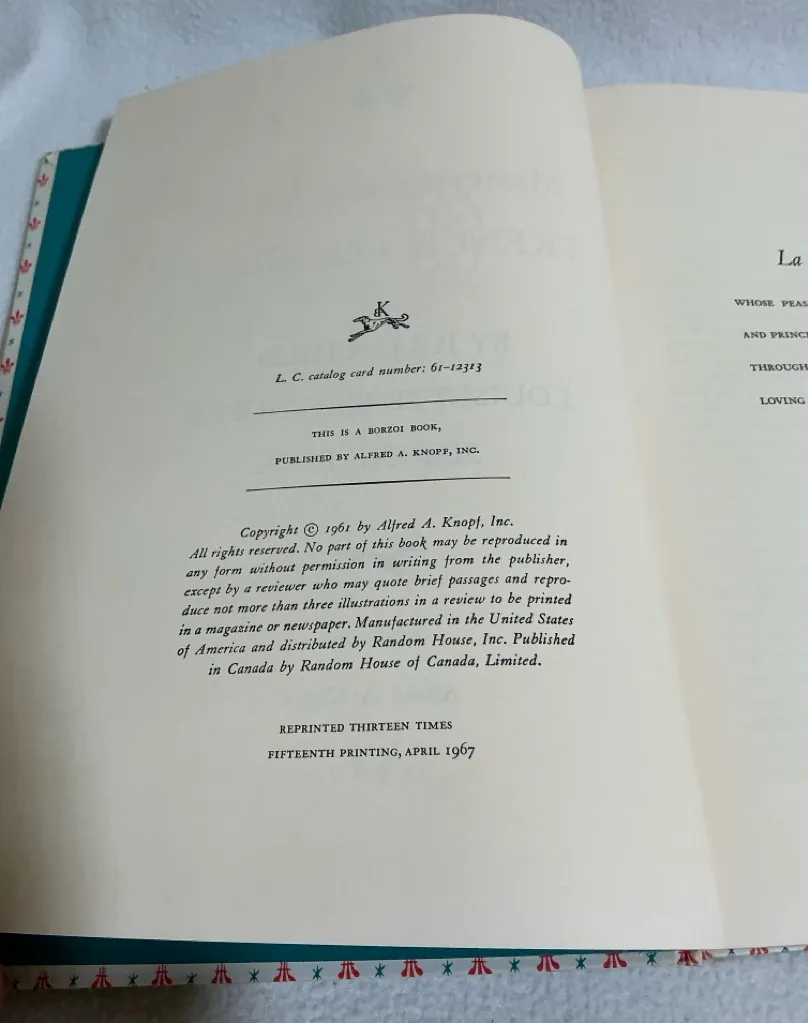 BK
L. C. catalog card number: 61–12313
THIS IS A BORZOI BOOK,
PUBLISHED BY ALFRED A. KNOPF, INC.
Copyright © 1961 by Alfred A. Knopf, Inc.
All rights reserved. No part of this book may be reproduced in
any form without permission in writing from the publisher,
except by a reviewer who may quote brief passages and repro-
duce not more than three illustrations in a review to be printed
in a magazine or newspaper. Manufactured in the United States
of America and distributed by Random House, Inc. Published
in Canada by Random House of Canada, Limited.
REPRINTED THIRTEEN TIMES
FIFTEENTH PRINTING, APRIL 1967
La
WHOSE PEAS
AND PRINC
THROUGH
LOVING